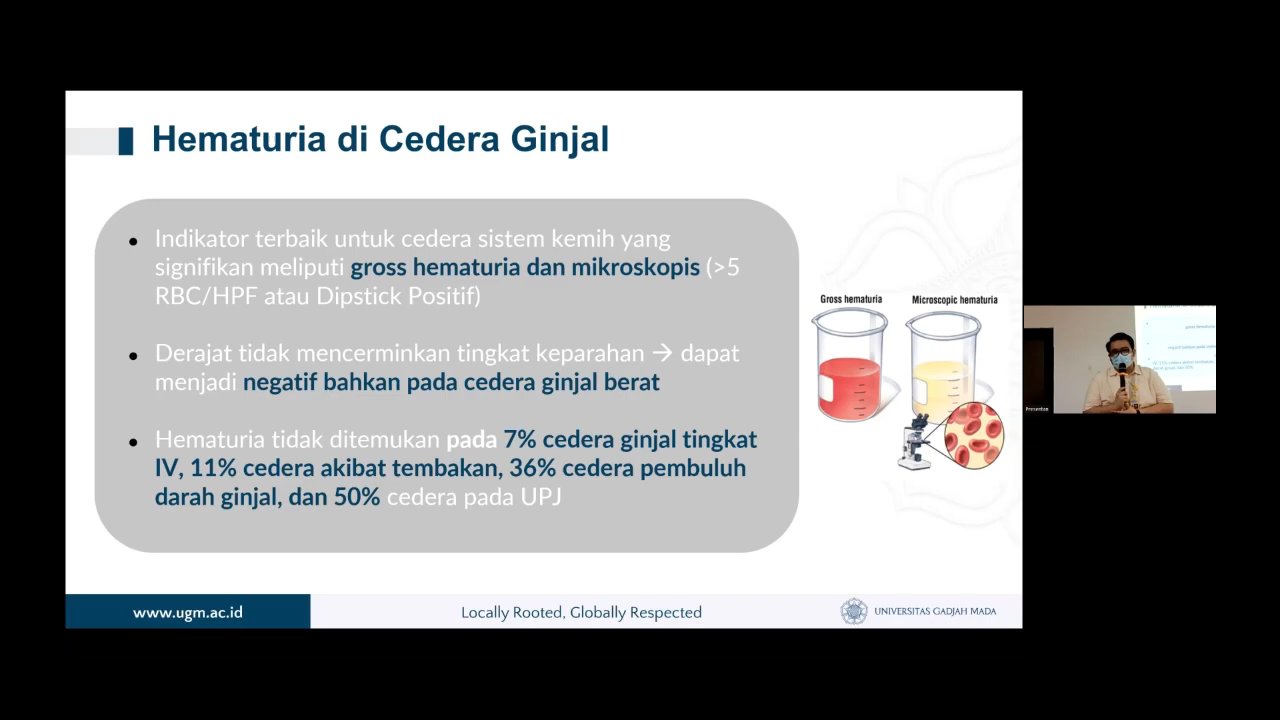 Hematuria di Cedera Ginjal
Indikator terbaik untuk cedera sistem kemih yang
signifikan meliputi gross hematuria dan mikroskopis (>5
RBC/HPF atau Dipstick Positif)
Derajat tidak mencerminkan tingkat keparahan → dapat
menjadi negatif bahkan pada cedera ginjal berat
Hematuria tidak ditemukan pada 7% cedera ginjal tingkat
IV, 11% cedera akibat tembakan, 36% cedera pembuluh
darah ginjal, dan 50% cedera pada UPJ
Gross hematuria
Microscopic hematuria
Presentan
www.ugm.ac.id
Locally Rooted, Globally Respected
UNIVERSITAS GADJAH MADA